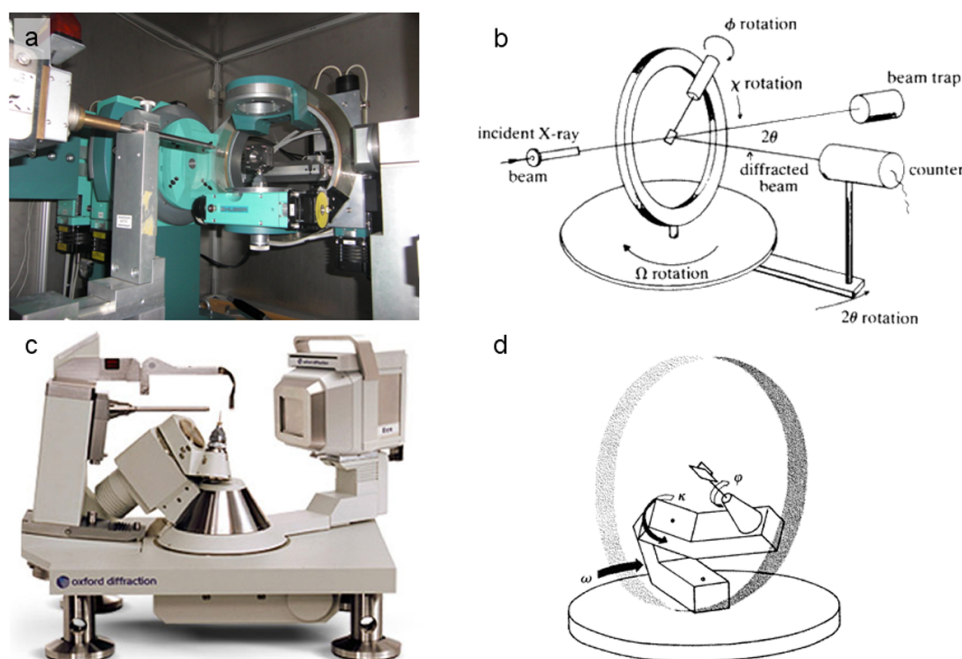 a
b
ϕ rotation
χ rotation
beam trap
incident X-ray
beam
2θ
diffracted
beam
counter
Ω rotation
2θ rotation
c
oxford diffraction
d
φ
κ
ω